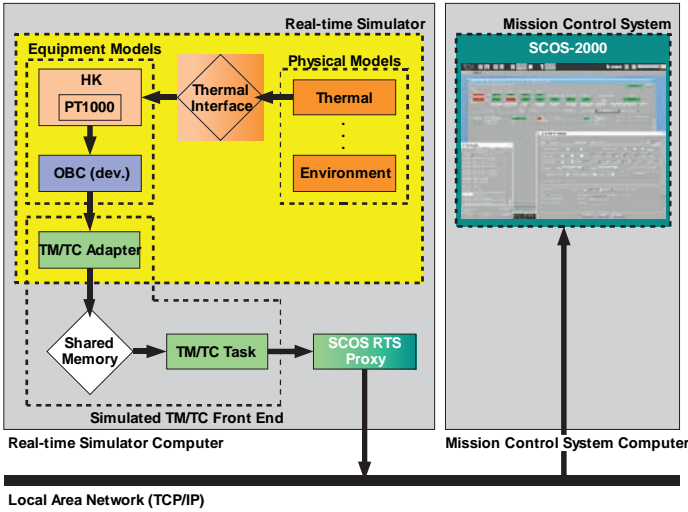 Real-time Simulator
Mission Control System
Equipment Models
SCOS-2000
HK
PT1000
Thermal
Interface
Physical Models
Thermal
Environment
OBC (dev.)
TM/TC Adapter
Shared
Memory
TM/TC Task
SCOS RTS
Proxy
Simulated TM/TC Front End
Real-time Simulator Computer
Mission Control System Computer
Local Area Network (TCP/IP)